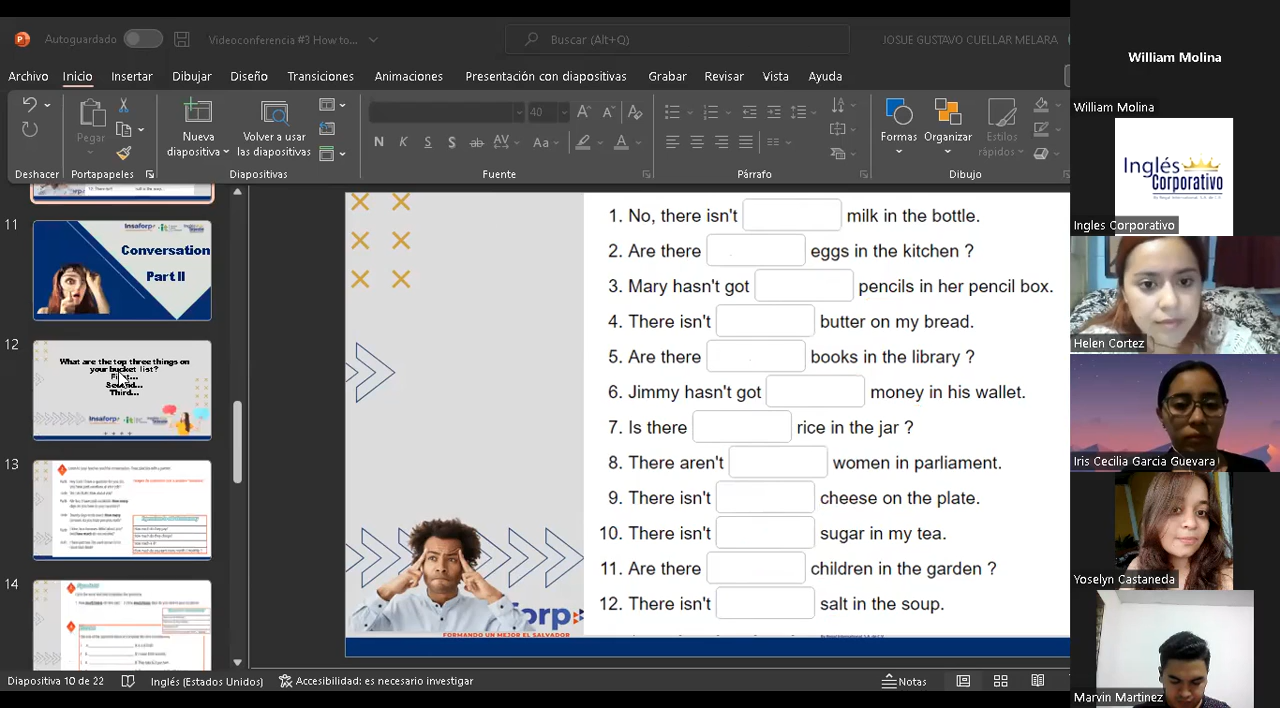 Autoguardado
Videoconferencia #3 How to...
Buscar (Alt+Q)
JOSUE GUSTAVO CUELLAR MELARA
Archivo Inicio Insertar Dibujar Diseño Transiciones Animaciones Presentación con diapositivas Grabar Revisar Vista Ayuda
Pegar
Nueva
diapositiva
Volver a usar
las diapositivas
40
N K S S ab AV Aa A
Formas
Organizar
Estilos
rápidos
Deshacer Portapapeles Diapositivas Fuente Párrafo Dibujo
11
Conversation
Part II
12
What are the top three things on
your bucket list?
Second...
Third...
Insaforp
13
14
1. No, there isn't milk in the bottle.
2. Are there eggs in the kitchen ?
3. Mary hasn't got pencils in her pencil box.
4. There isn't butter on my bread.
5. Are there books in the library ?
6. Jimmy hasn't got money in his wallet.
7. Is there rice in the jar ?
8. There aren't women in parliament.
9. There isn't cheese on the plate.
10. There isn't sugar in my tea.
11. Are there children in the garden ?
12. There isn't salt in the soup.
aforp
FORMANDO UN MEJOR EL SALVADOR
Diapositiva 10 de 22
Inglés (Estados Unidos)
Accesibilidad: es necesario investigar
Notas
William Molina
William Molina
Inglés
Corporativo
Ingles Corporativo
Helen Cortez
Iris Cecilia Garcia Guevara
Yoselyn Castaneda
Marvin Martinez